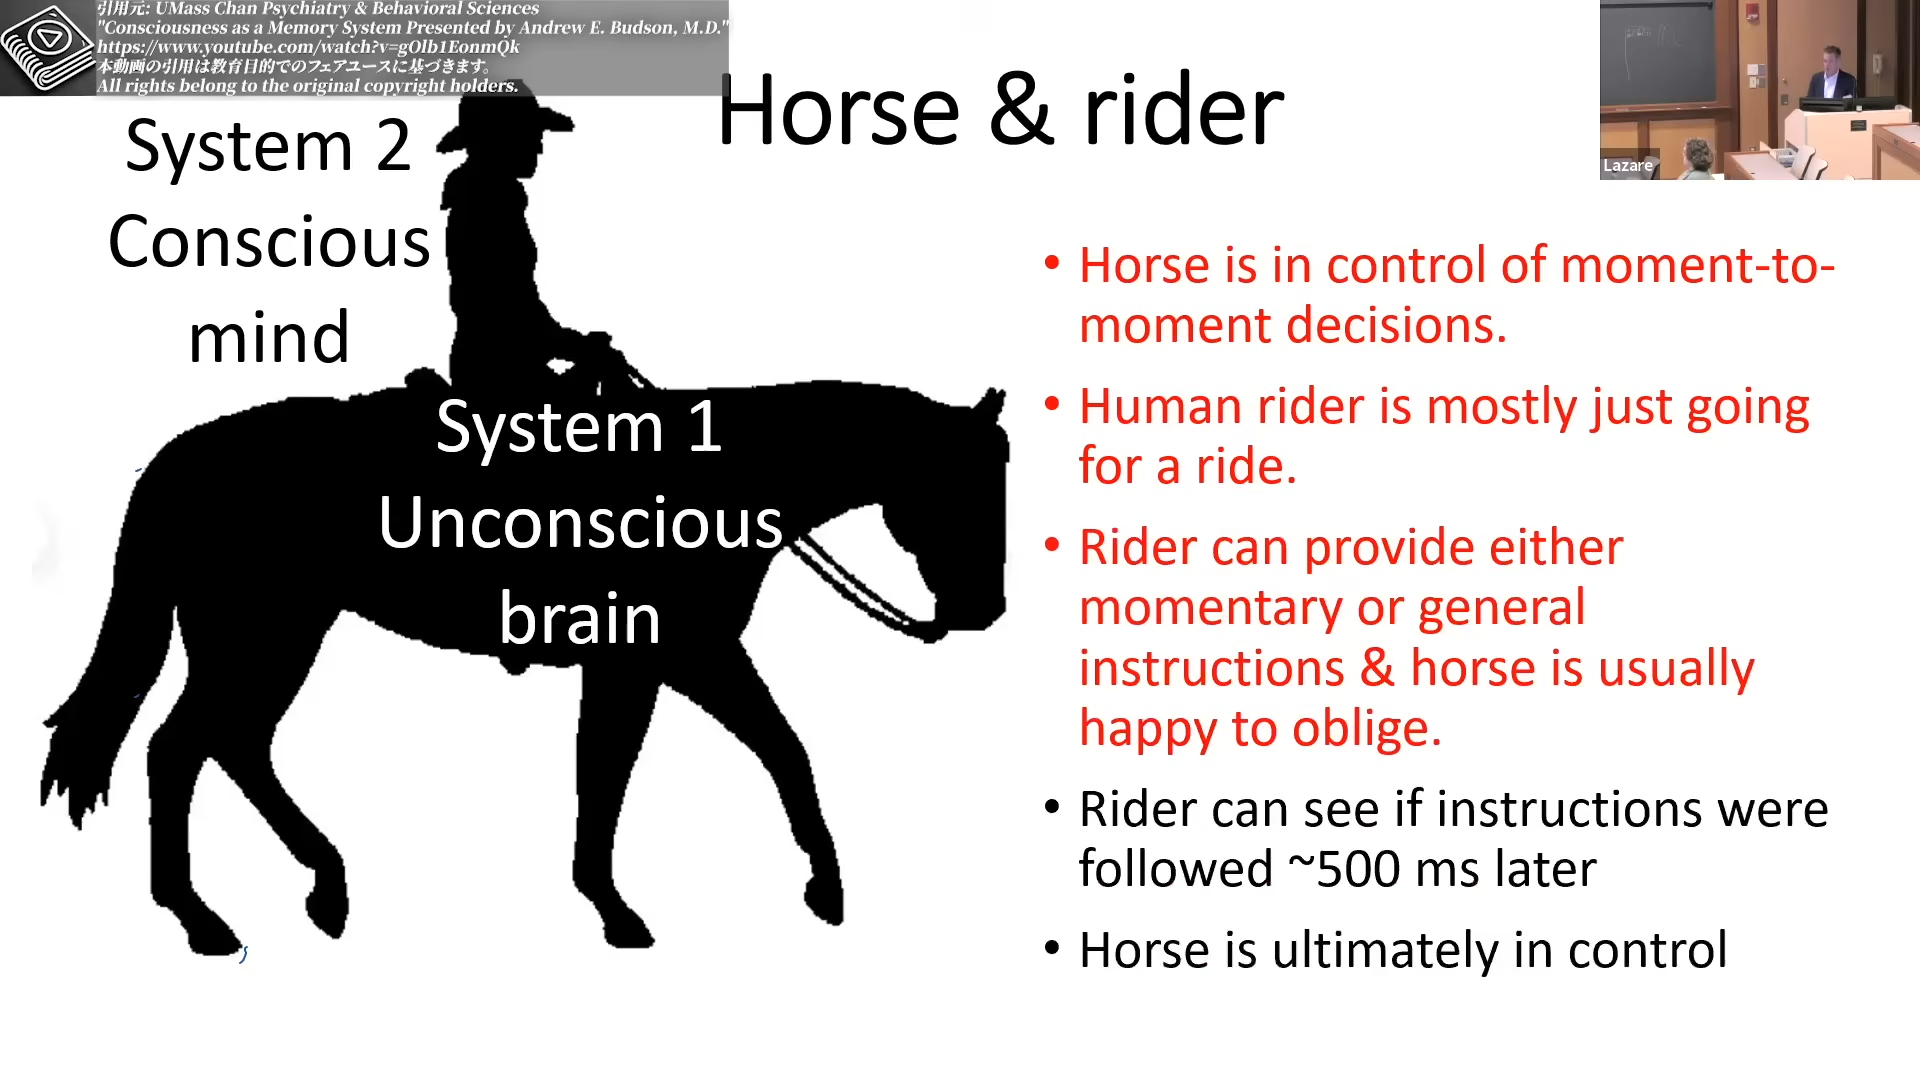 引用元: UMass Chan Psychiatry & Behavioral Sciences
"Consciousness as a Memory System Presented by Andrew E. Budson, M.D."
https://www.youtube.com/watch?v=gOlb1EonmQk
本動画の引用は教育目的でのフェアユースに基づきます。
All rights belong to the original copyright holders.
Horse & rider
System 2
Conscious
mind
System 1
Unconscious
brain
• Horse is in control of moment-to-
moment decisions.
• Human rider is mostly just going
for a ride.
• Rider can provide either
momentary or general
instructions & horse is usually
happy to oblige.
• Rider can see if instructions were
followed ~500 ms later
• Horse is ultimately in control
Lazare